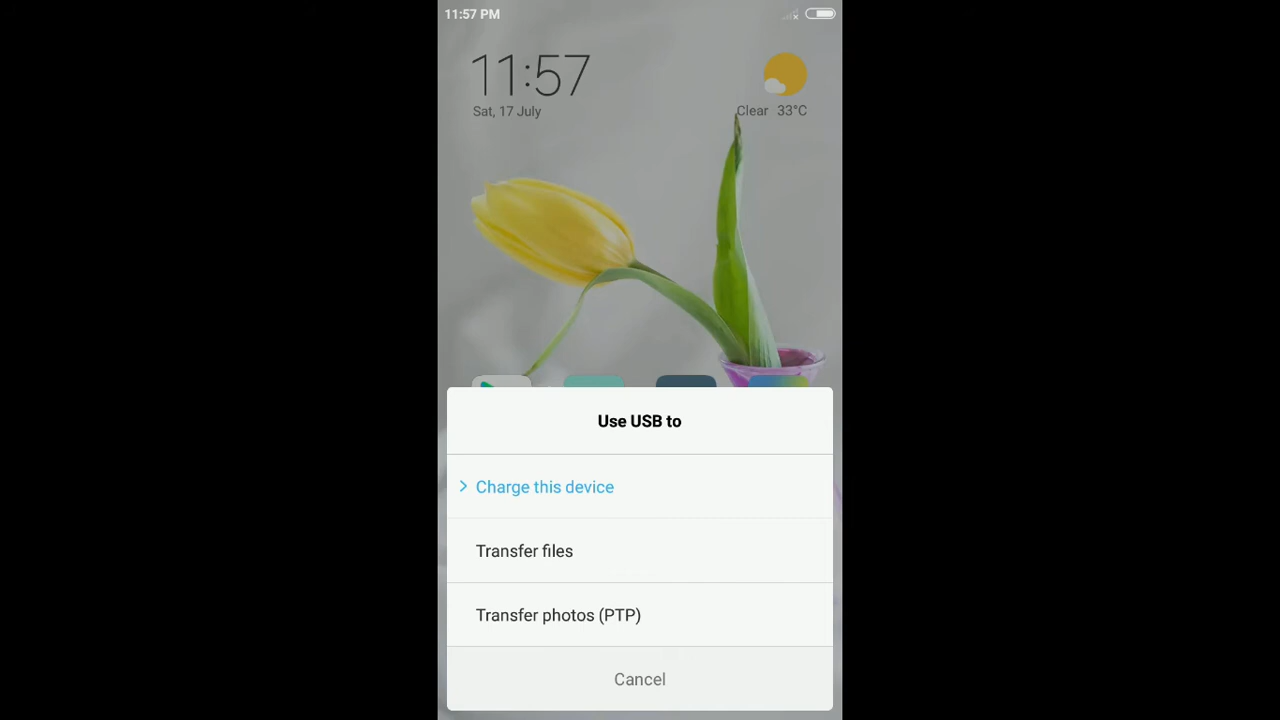 11:57 PM
11:57
Sat, 17 July
Clear 33°C
Use USB to
Charge this device
Transfer files
Transfer photos (PTP)
Cancel